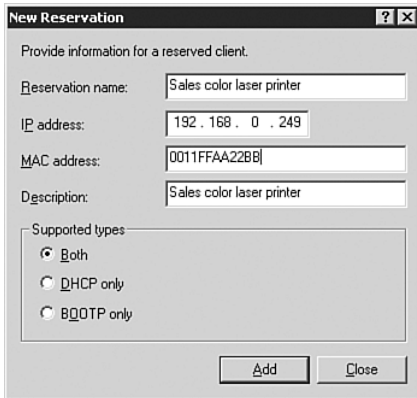 New Reservation
Provide information for a reserved client.
Reservation name: Sales color laser printer
IP address: 192 . 168 . 0 . 249
MAC address: 0011FFAA22BB
Description: Sales color laser printer
Supported types
Both
DHCP only
BOOTP only
Add Close